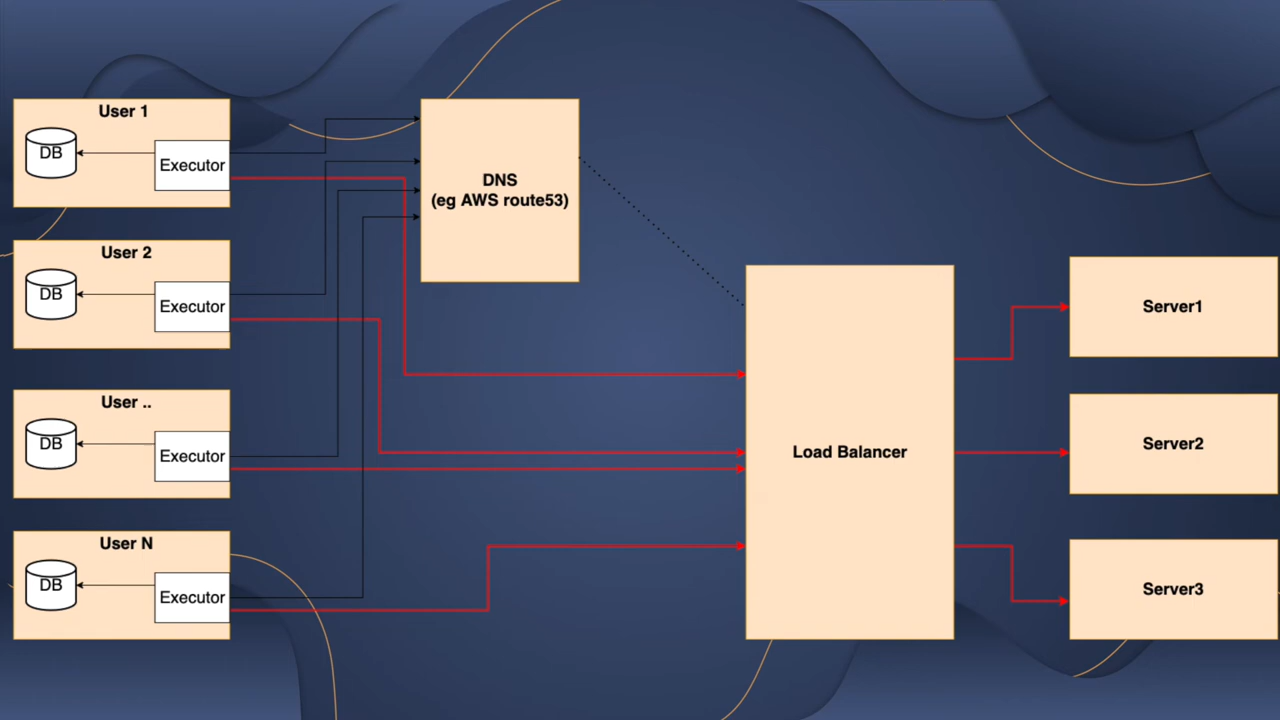 User 1
DB
Executor
DNS
(eg AWS route53)
User 2
DB
Executor
User ..
DB
Executor
User N
DB
Executor
Load Balancer
Server1
Server2
Server3